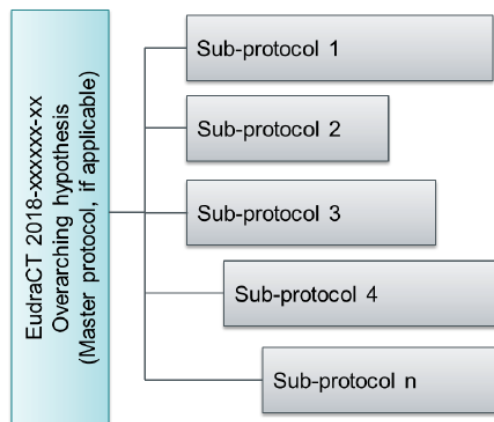 EudraCT 2018-xxxxxx-xx
Overarching hypothesis
(Master protocol, if applicable)
Sub-protocol 1
Sub-protocol 2
Sub-protocol 3
Sub-protocol 4
Sub-protocol n